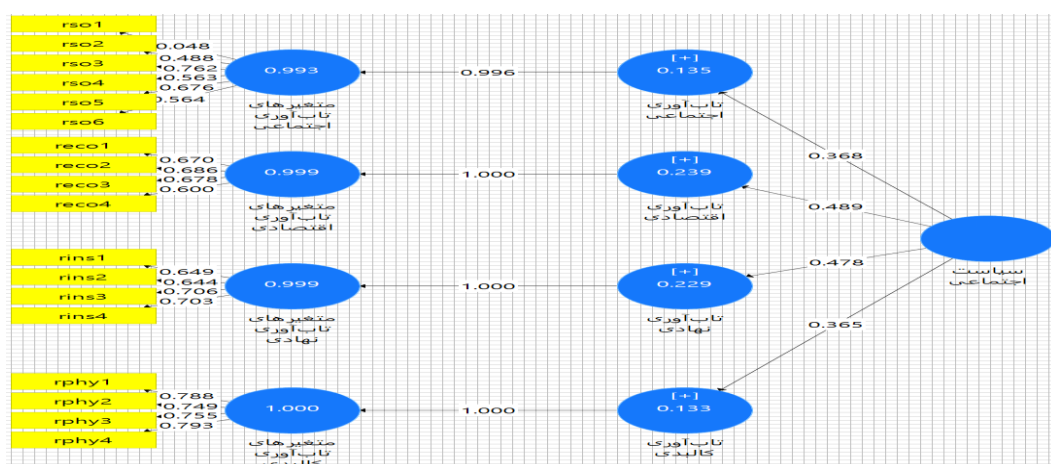 rso1
rso2
rso3
rso4
rso5
rso6
0.048
0.488
0.762
0.563
0.676
0.564
0.993
متغیرهای
تاب‌آوری
اجتماعی
0.996
[+]
0.135
تاب‌آوری
اجتماعی
0.368
reco1
reco2
reco3
reco4
0.670
0.686
0.678
0.600
0.999
متغیرهای
تاب‌آوری
اقتصادی
1.000
[+]
0.239
تاب‌آوری
اقتصادی
0.489
سیاست
اجتماعی
rins1
rins2
rins3
rins4
0.649
0.644
0.706
0.703
0.999
متغیرهای
تاب‌آوری
نهادی
1.000
[+]
0.229
تاب‌آوری
نهادی
0.478
rphy1
rphy2
rphy3
rphy4
0.788
0.749
0.755
0.793
1.000
متغیرهای
تاب‌آوری
کالبدی
1.000
[+]
0.133
تاب‌آوری
کالبدی
0.365